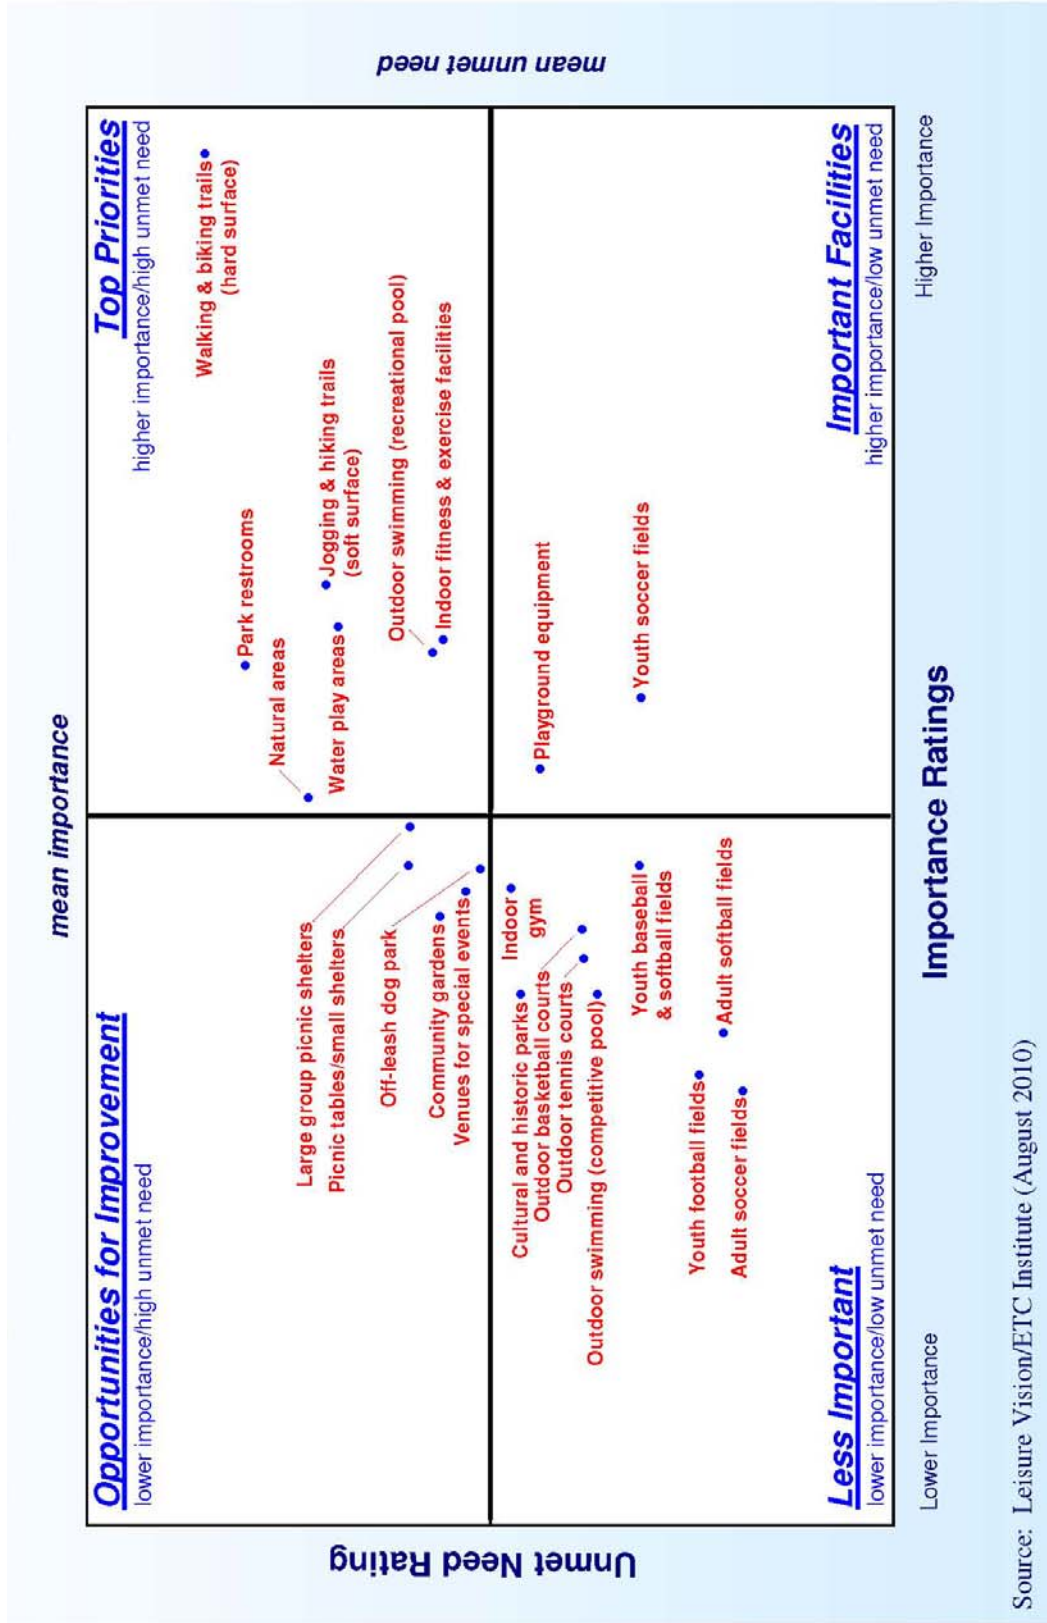 mean importance
Opportunities for Improvement
lower importance/high unmet need
Top Priorities
higher importance/high unmet need
Walking & biking trails
(hard surface)
Park restrooms
Natural areas
Jogging & hiking trails
(soft surface)
Water play areas
Outdoor swimming (recreational pool)
Indoor fitness & exercise facilities
Large group picnic shelters
Picnic tables/small shelters
Off-leash dog park
Community gardens
Venues for special events
Unmet Need Rating
mean unmet need
Indoor
gym
Cultural and historic parks
Outdoor basketball courts
Outdoor tennis courts
Outdoor swimming (competitive pool)
Youth baseball
& softball fields
Adult softball fields
Youth football fields
Adult soccer fields
Playground equipment
Youth soccer fields
Less Important
lower importance/low unmet need
Important Facilities
higher importance/low unmet need
Lower Importance
Importance Ratings
Higher Importance
Source: Leisure Vision/ETC Institute (August 2010)